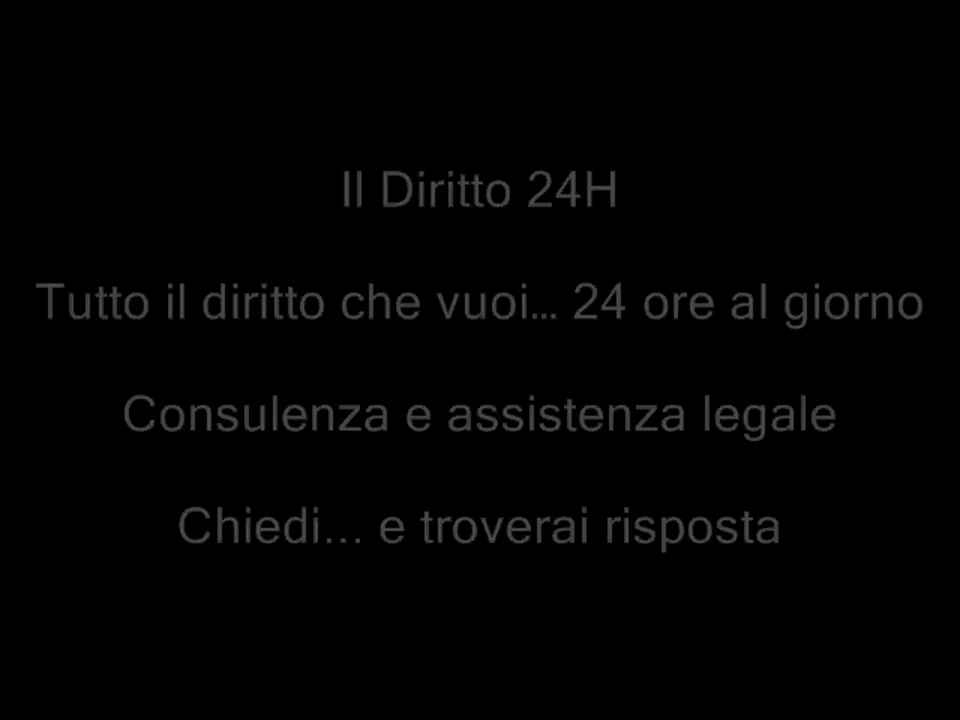 Il Diritto 24H
Tutto il diritto che vuoi... 24 ore al giorno
Consulenza e assistenza legale
Chiedi... e troverai risposta